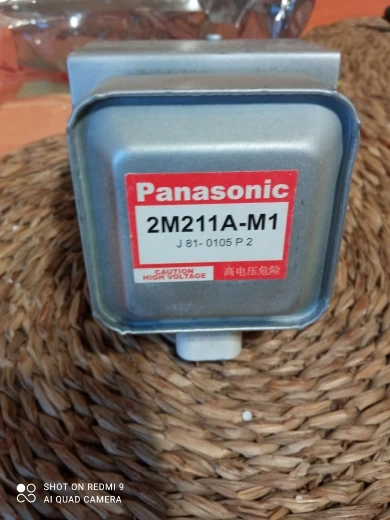 Panasonic
2M211A-M1
J 81- 0105 P 2
CAUTION
HIGH VOLTAGE
高电压危险
SHOT ON REDMI 9
AI QUAD CAMERA